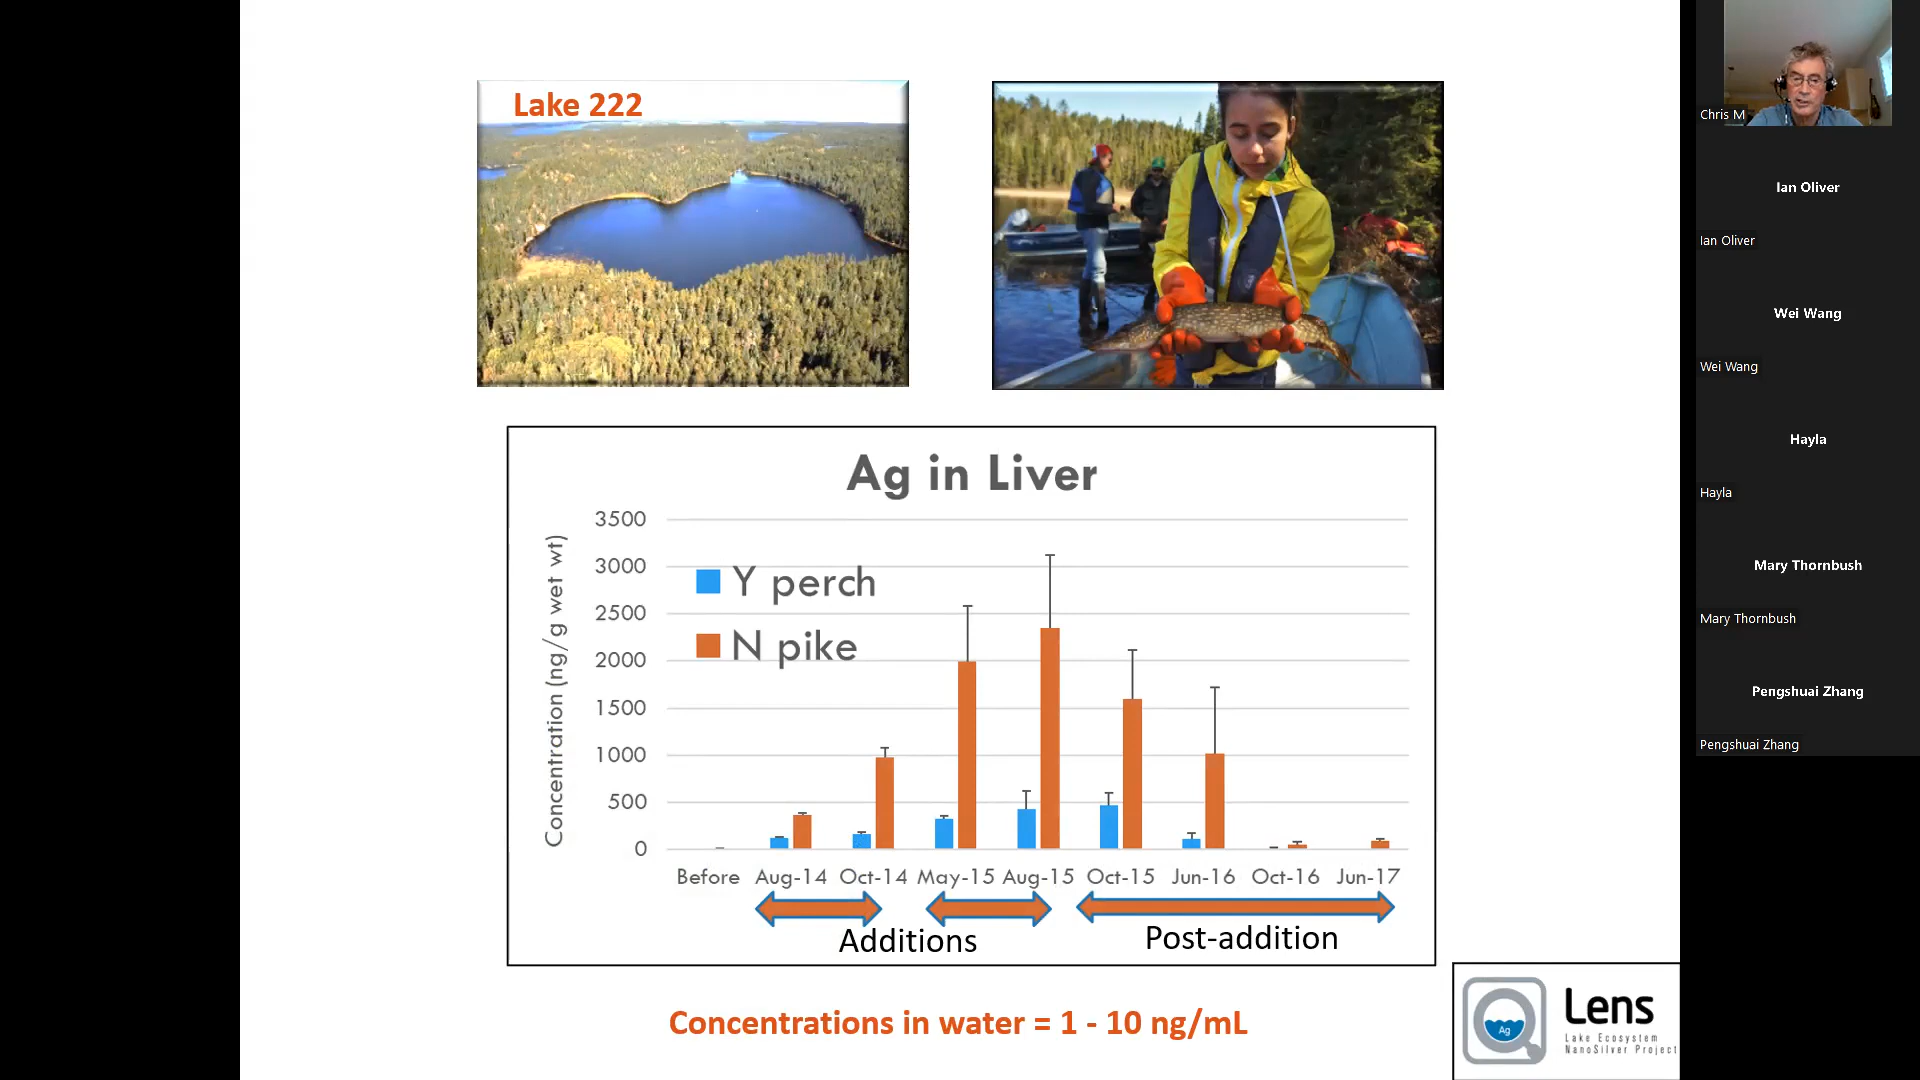 Lake 222
Ag in Liver
Concentration (ng/g wet wt)
3500
3000
2500
2000
1500
1000
500
0
Y perch
N pike
Before Aug-14 Oct-14 May-15 Aug-15 Oct-15 Jun-16 Oct-16 Jun-17
Additions
Post-addition
Concentrations in water = 1 - 10 ng/mL
Ag
Lens
Lake Ecosystem
NanoSilver Project
Chris M
Ian Oliver
Ian Oliver
Wei Wang
Wei Wang
Hayla
Hayla
Mary Thornbush
Mary Thornbush
Pengshuai Zhang
Pengshuai Zhang